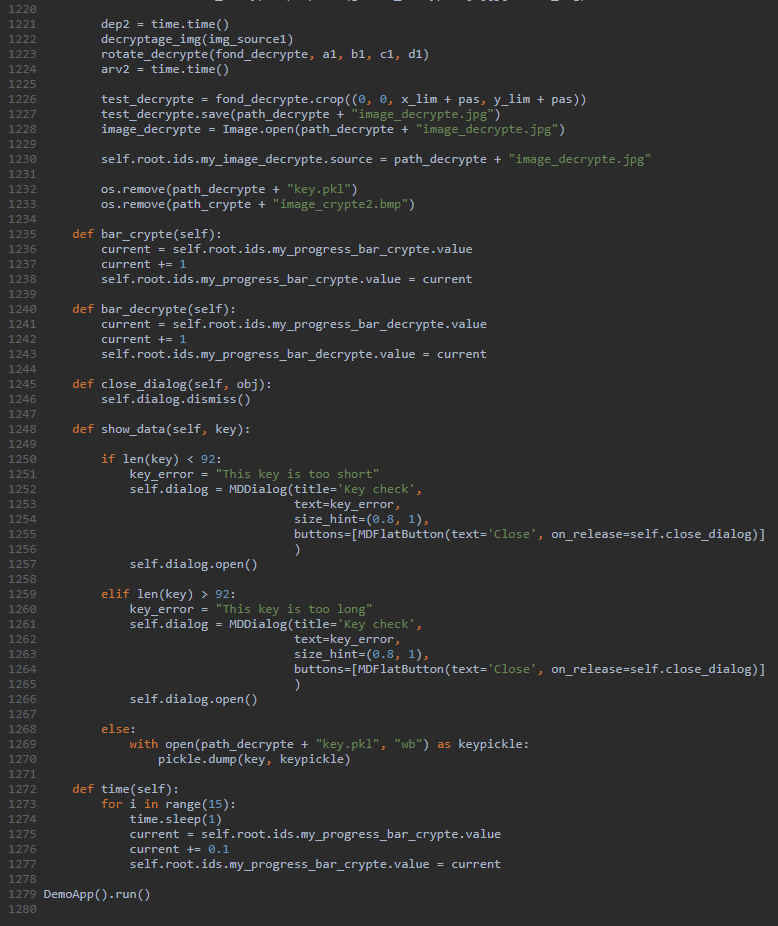 1220
1221 dep2 = time.time()
1222 decryptage_img(img_source1)
1223 rotate_decrypte(fond_decrypte, a1, b1, c1, d1)
1224 arv2 = time.time()
1225
1226 test_decrypte = fond_decrypte.crop((0, 0, x_lim + pas, y_lim + pas))
1227 test_decrypte.save(path_decrypte + "image_decrypte.jpg")
1228 image_decrypte = Image.open(path_decrypte + "image_decrypte.jpg")
1229
1230 self.root.ids.my_image_decrypte.source = path_decrypte + "image_decrypte.jpg"
1231
1232 os.remove(path_decrypte + "key.pkl")
1233 os.remove(path_crypte + "image_crypte2.bmp")
1234
1235 def bar_crypte(self):
1236 current = self.root.ids.my_progress_bar_crypte.value
1237 current += 1
1238 self.root.ids.my_progress_bar_crypte.value = current
1239
1240 def bar_decrypte(self):
1241 current = self.root.ids.my_progress_bar_decrypte.value
1242 current += 1
1243 self.root.ids.my_progress_bar_decrypte.value = current
1244
1245 def close_dialog(self, obj):
1246 self.dialog.dismiss()
1247
1248 def show_data(self, key):
1249
1250 if len(key) < 92:
1251 key_error = "This key is too short"
1252 self.dialog = MDDialog(title='Key check',
1253 text=key_error,
1254 size_hint=(0.8, 1),
1255 buttons=[MDFlatButton(text='Close', on_release=self.close_dialog)]
1256 )
1257 self.dialog.open()
1258
1259 elif len(key) > 92:
1260 key_error = "This key is too long"
1261 self.dialog = MDDialog(title='Key check',
1262 text=key_error,
1263 size_hint=(0.8, 1),
1264 buttons=[MDFlatButton(text='Close', on_release=self.close_dialog)]
1265 )
1266 self.dialog.open()
1267
1268 else:
1269 with open(path_decrypte + "key.pkl", "wb") as keypickle:
1270 pickle.dump(key, keypickle)
1271
1272 def time(self):
1273 for i in range(15):
1274 time.sleep(1)
1275 current = self.root.ids.my_progress_bar_crypte.value
1276 current += 0.1
1277 self.root.ids.my_progress_bar_crypte.value = current
1278
1279 DemoApp().run()
1280